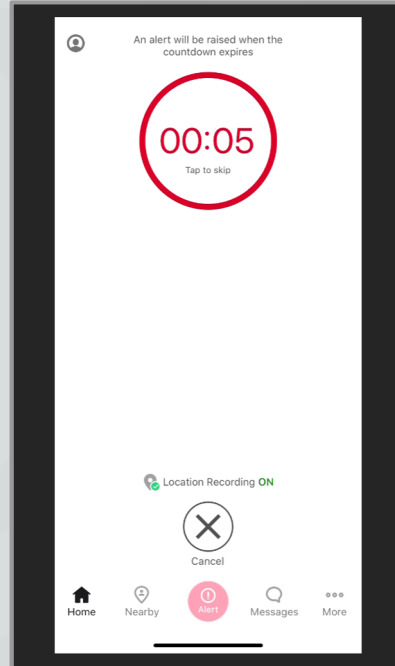 An alert will be raised when the
countdown expires
00:05
Tap to skip
Location Recording ON
Cancel
Home
Nearby
Alert
Messages
More